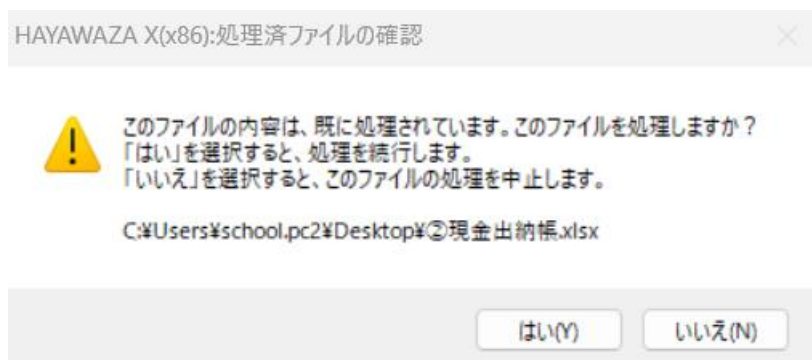 HAYAWAZA X(x86):処理済ファイルの確認
このファイルの内容は、既に処理されています。このファイルを処理しますか？
「はい」を選択すると、処理を続行します。
「いいえ」を選択すると、このファイルの処理を中止します。
C:¥Users¥school.pc2¥Desktop¥②現金出納帳.xlsx
はい(Y)
いいえ(N)